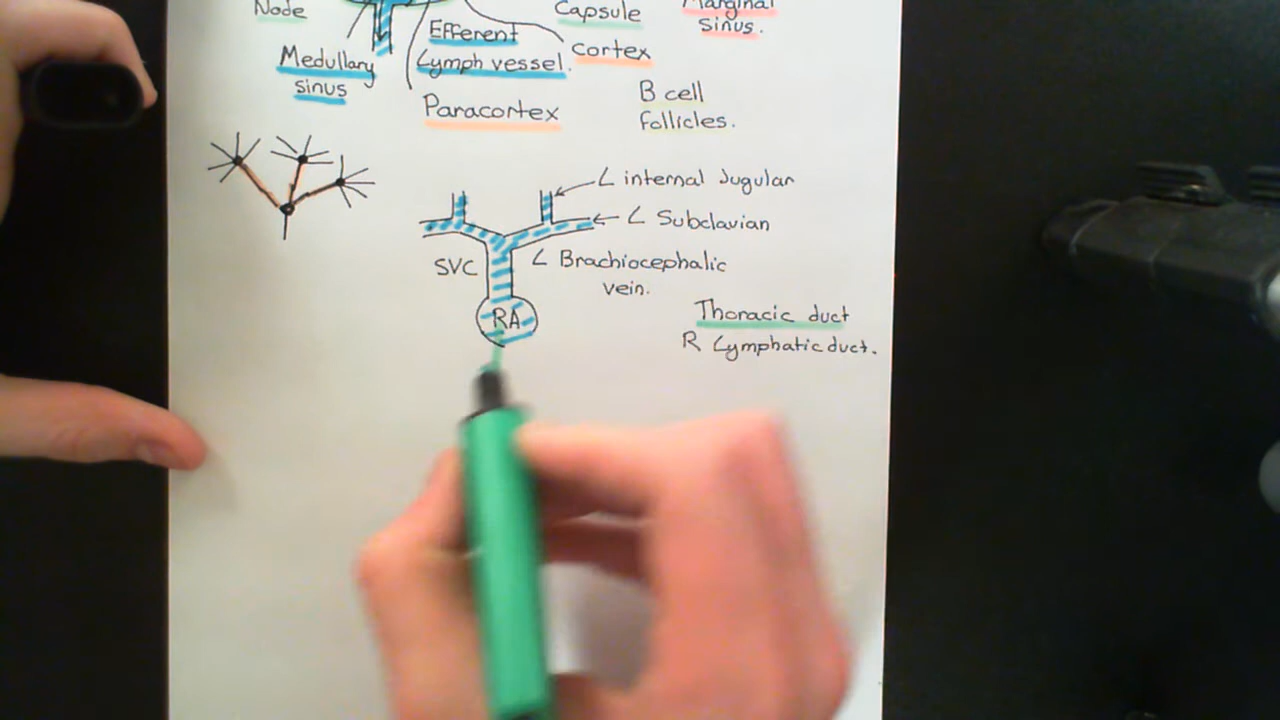 Node
Capsule
Marginal
sinus.
Efferent
Lymph vessel.
Cortex
Medullary
sinus
Paracortex
B cell
follicles.
L internal Jugular
L Subclavian
SVC
L Brachiocephalic
vein.
RA
Thoracic duct
R Lymphatic duct.